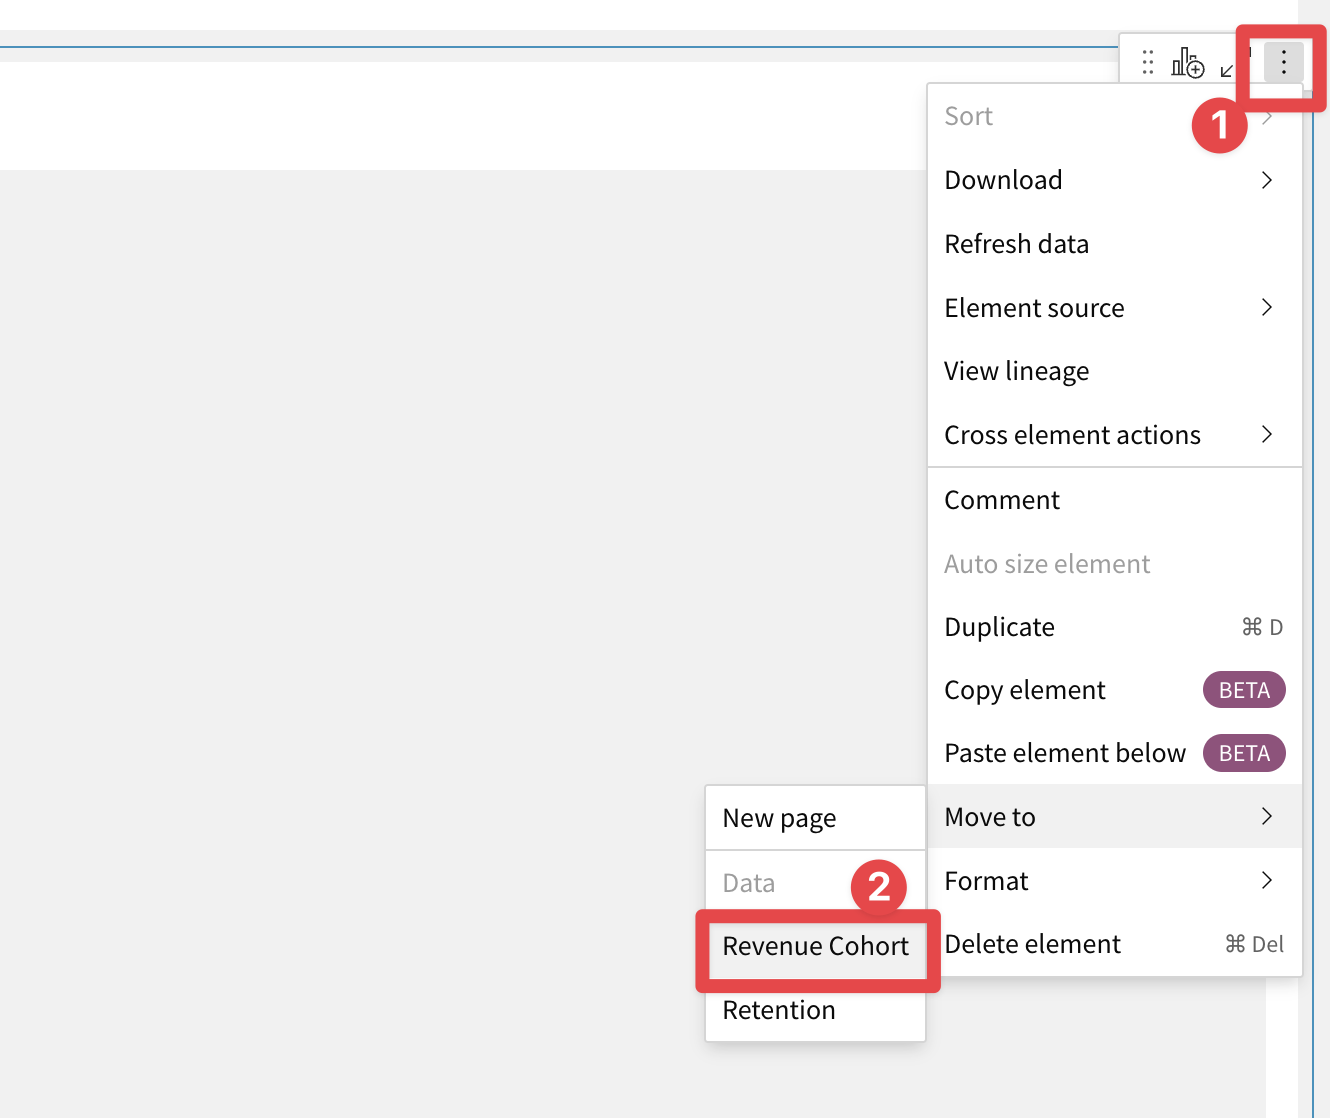 1
Sort
Download
Refresh data
Element source
View lineage
Cross element actions
Comment
Auto size element
Duplicate ⌘ D
Copy element BETA
Paste element below BETA
Move to
Format
Delete element ⌘ Del
New page
Data
2
Revenue Cohort
Retention